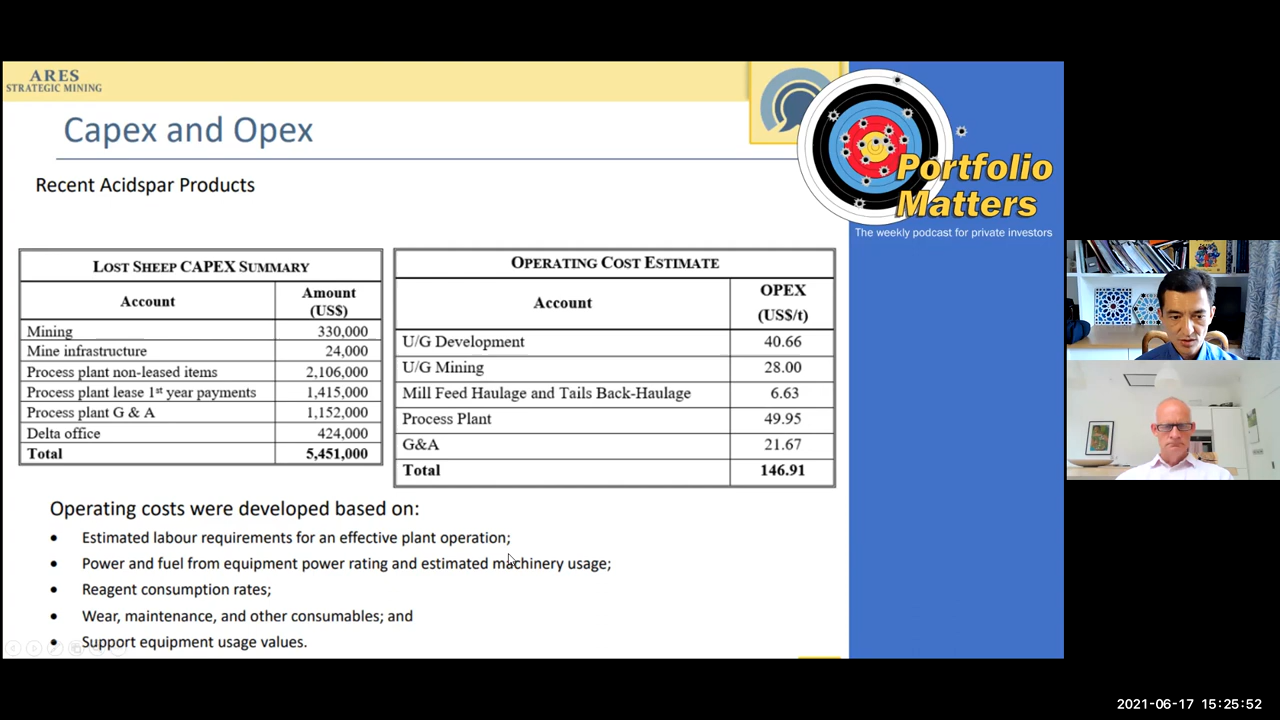 ARES
STRATEGIC MINING
Capex and Opex
Recent Acidspar Products
Portfolio
Matters
The weekly podcast for private investors
LOST SHEEP CAPEX SUMMARY
Account Amount (US$)
Mining 330,000
Mine infrastructure 24,000
Process plant non-leased items 2,106,000
Process plant lease 1st year payments 1,415,000
Process plant G & A 1,152,000
Delta office 424,000
Total 5,451,000
OPERATING COST ESTIMATE
Account OPEX (US$/t)
U/G Development 40.66
U/G Mining 28.00
Mill Feed Haulage and Tails Back-Haulage 6.63
Process Plant 49.95
G&A 21.67
Total 146.91
Operating costs were developed based on:
• Estimated labour requirements for an effective plant operation;
• Power and fuel from equipment power rating and estimated machinery usage;
• Reagent consumption rates;
• Wear, maintenance, and other consumables; and
• Support equipment usage values.
2021-06-17 15:25:52